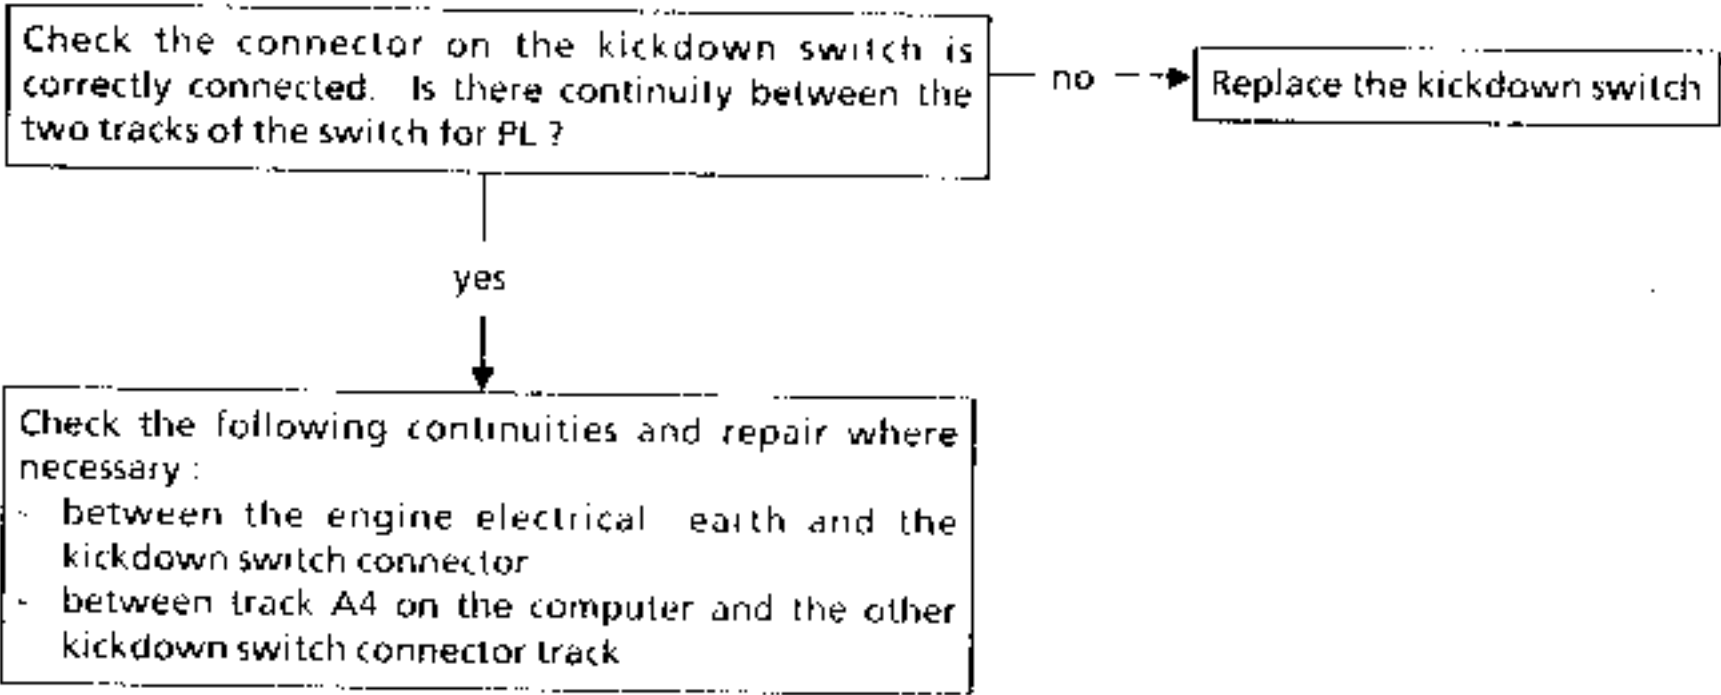 Check the connector on the kickdown switch is
correctly connected. Is there continuity between the
two tracks of the switch for PL ?
no
Replace the kickdown switch
yes
Check the following continuities and repair where
necessary :
- between the engine electrical earth and the
kickdown switch connector
- between track A4 on the computer and the other
kickdown switch connector track